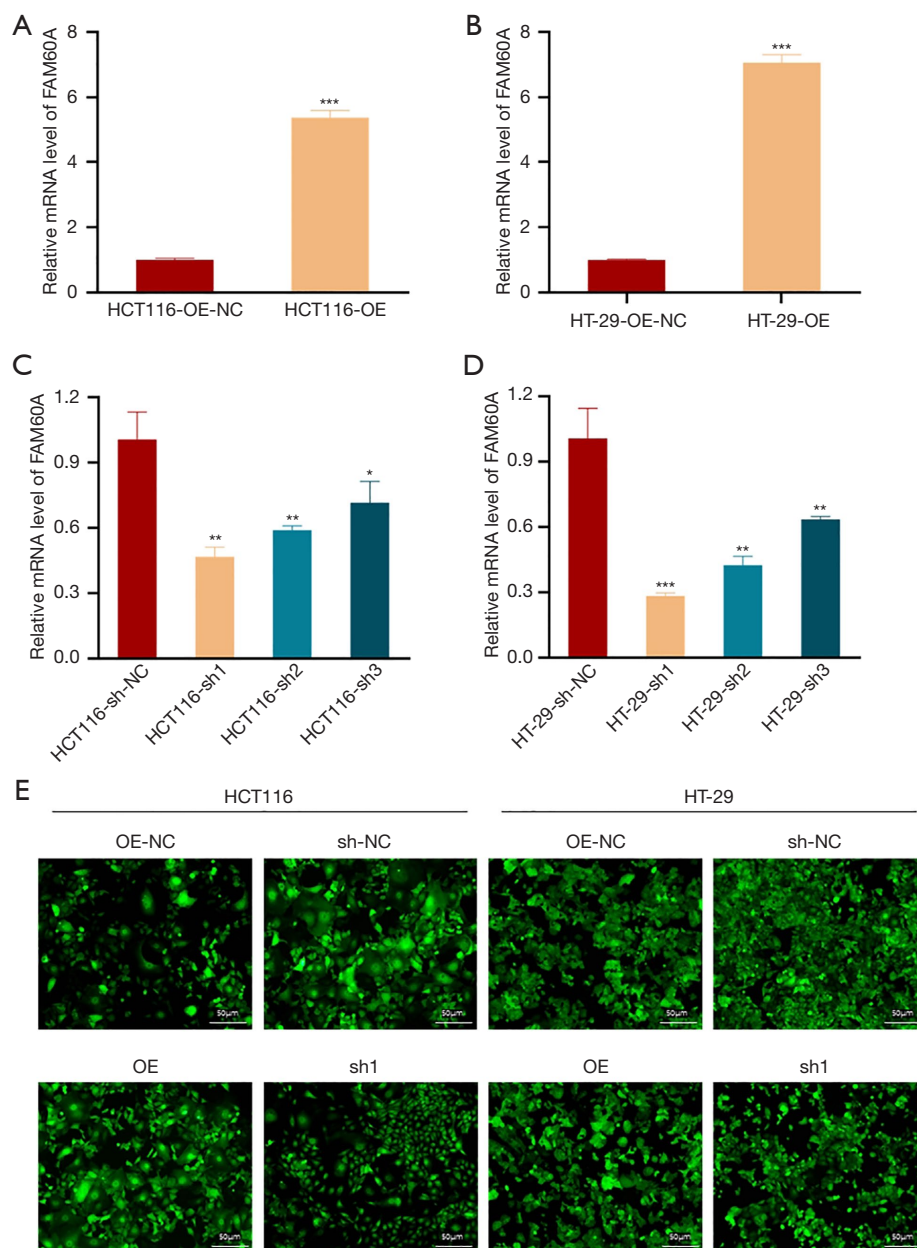 A
Relative mRNA level of FAM60A
8
6
4
2
0
***
HCT116-OE-NC
HCT116-OE
B
Relative mRNA level of FAM60A
8
6
4
2
0
***
HT-29-OE-NC
HT-29-OE
C
Relative mRNA level of FAM60A
1.2
0.9
0.6
0.3
0.0
**
**
*
HCT116-sh-NC
HCT116-sh1
HCT116-sh2
HCT116-sh3
D
Relative mRNA level of FAM60A
1.2
0.9
0.6
0.3
0.0
***
**
**
HT-29-sh-NC
HT-29-sh1
HT-29-sh2
HT-29-sh3
E
HCT116
HT-29
OE-NC
sh-NC
OE-NC
sh-NC
50μm
50μm
50μm
50μm
OE
sh1
OE
sh1
50μm
50μm
50μm
50μm